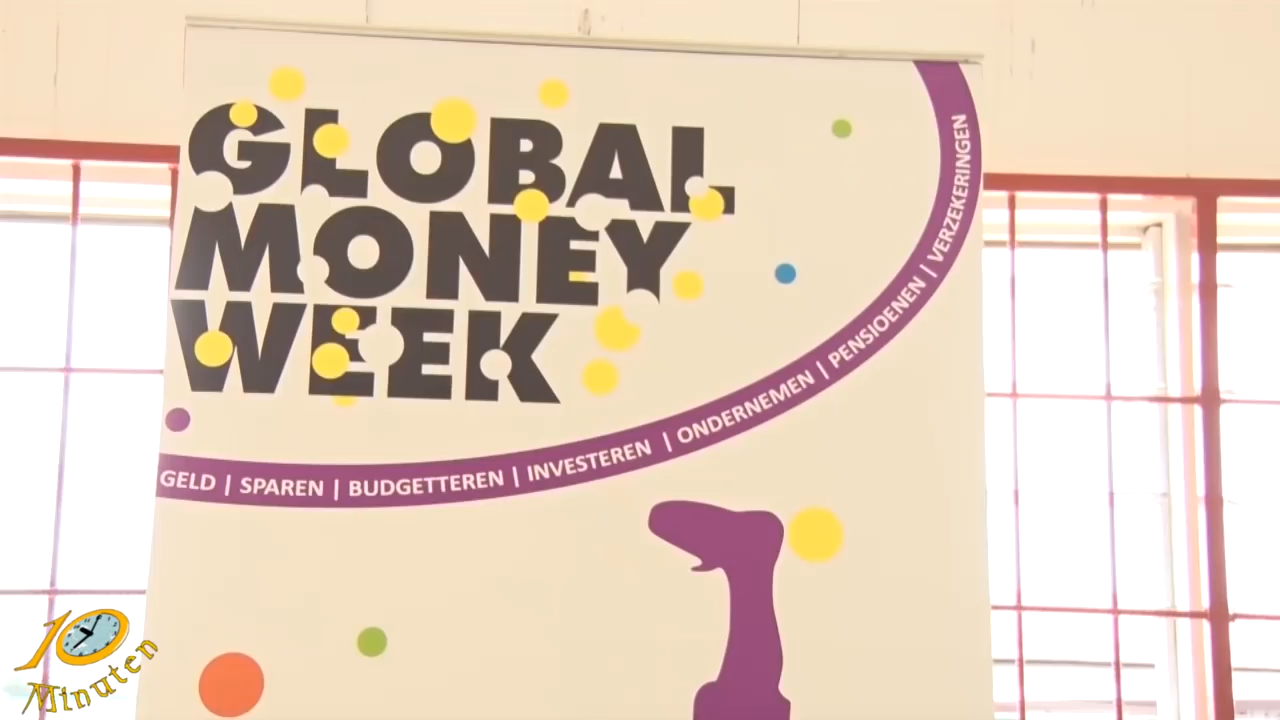 GLOBAL
MONEY
WEEK
GELD | SPAREN | BUDGETTEREN | INVESTEREN | ONDERNEMEN | PENSIOENEN | VERZEKERINGEN
10
Minuten